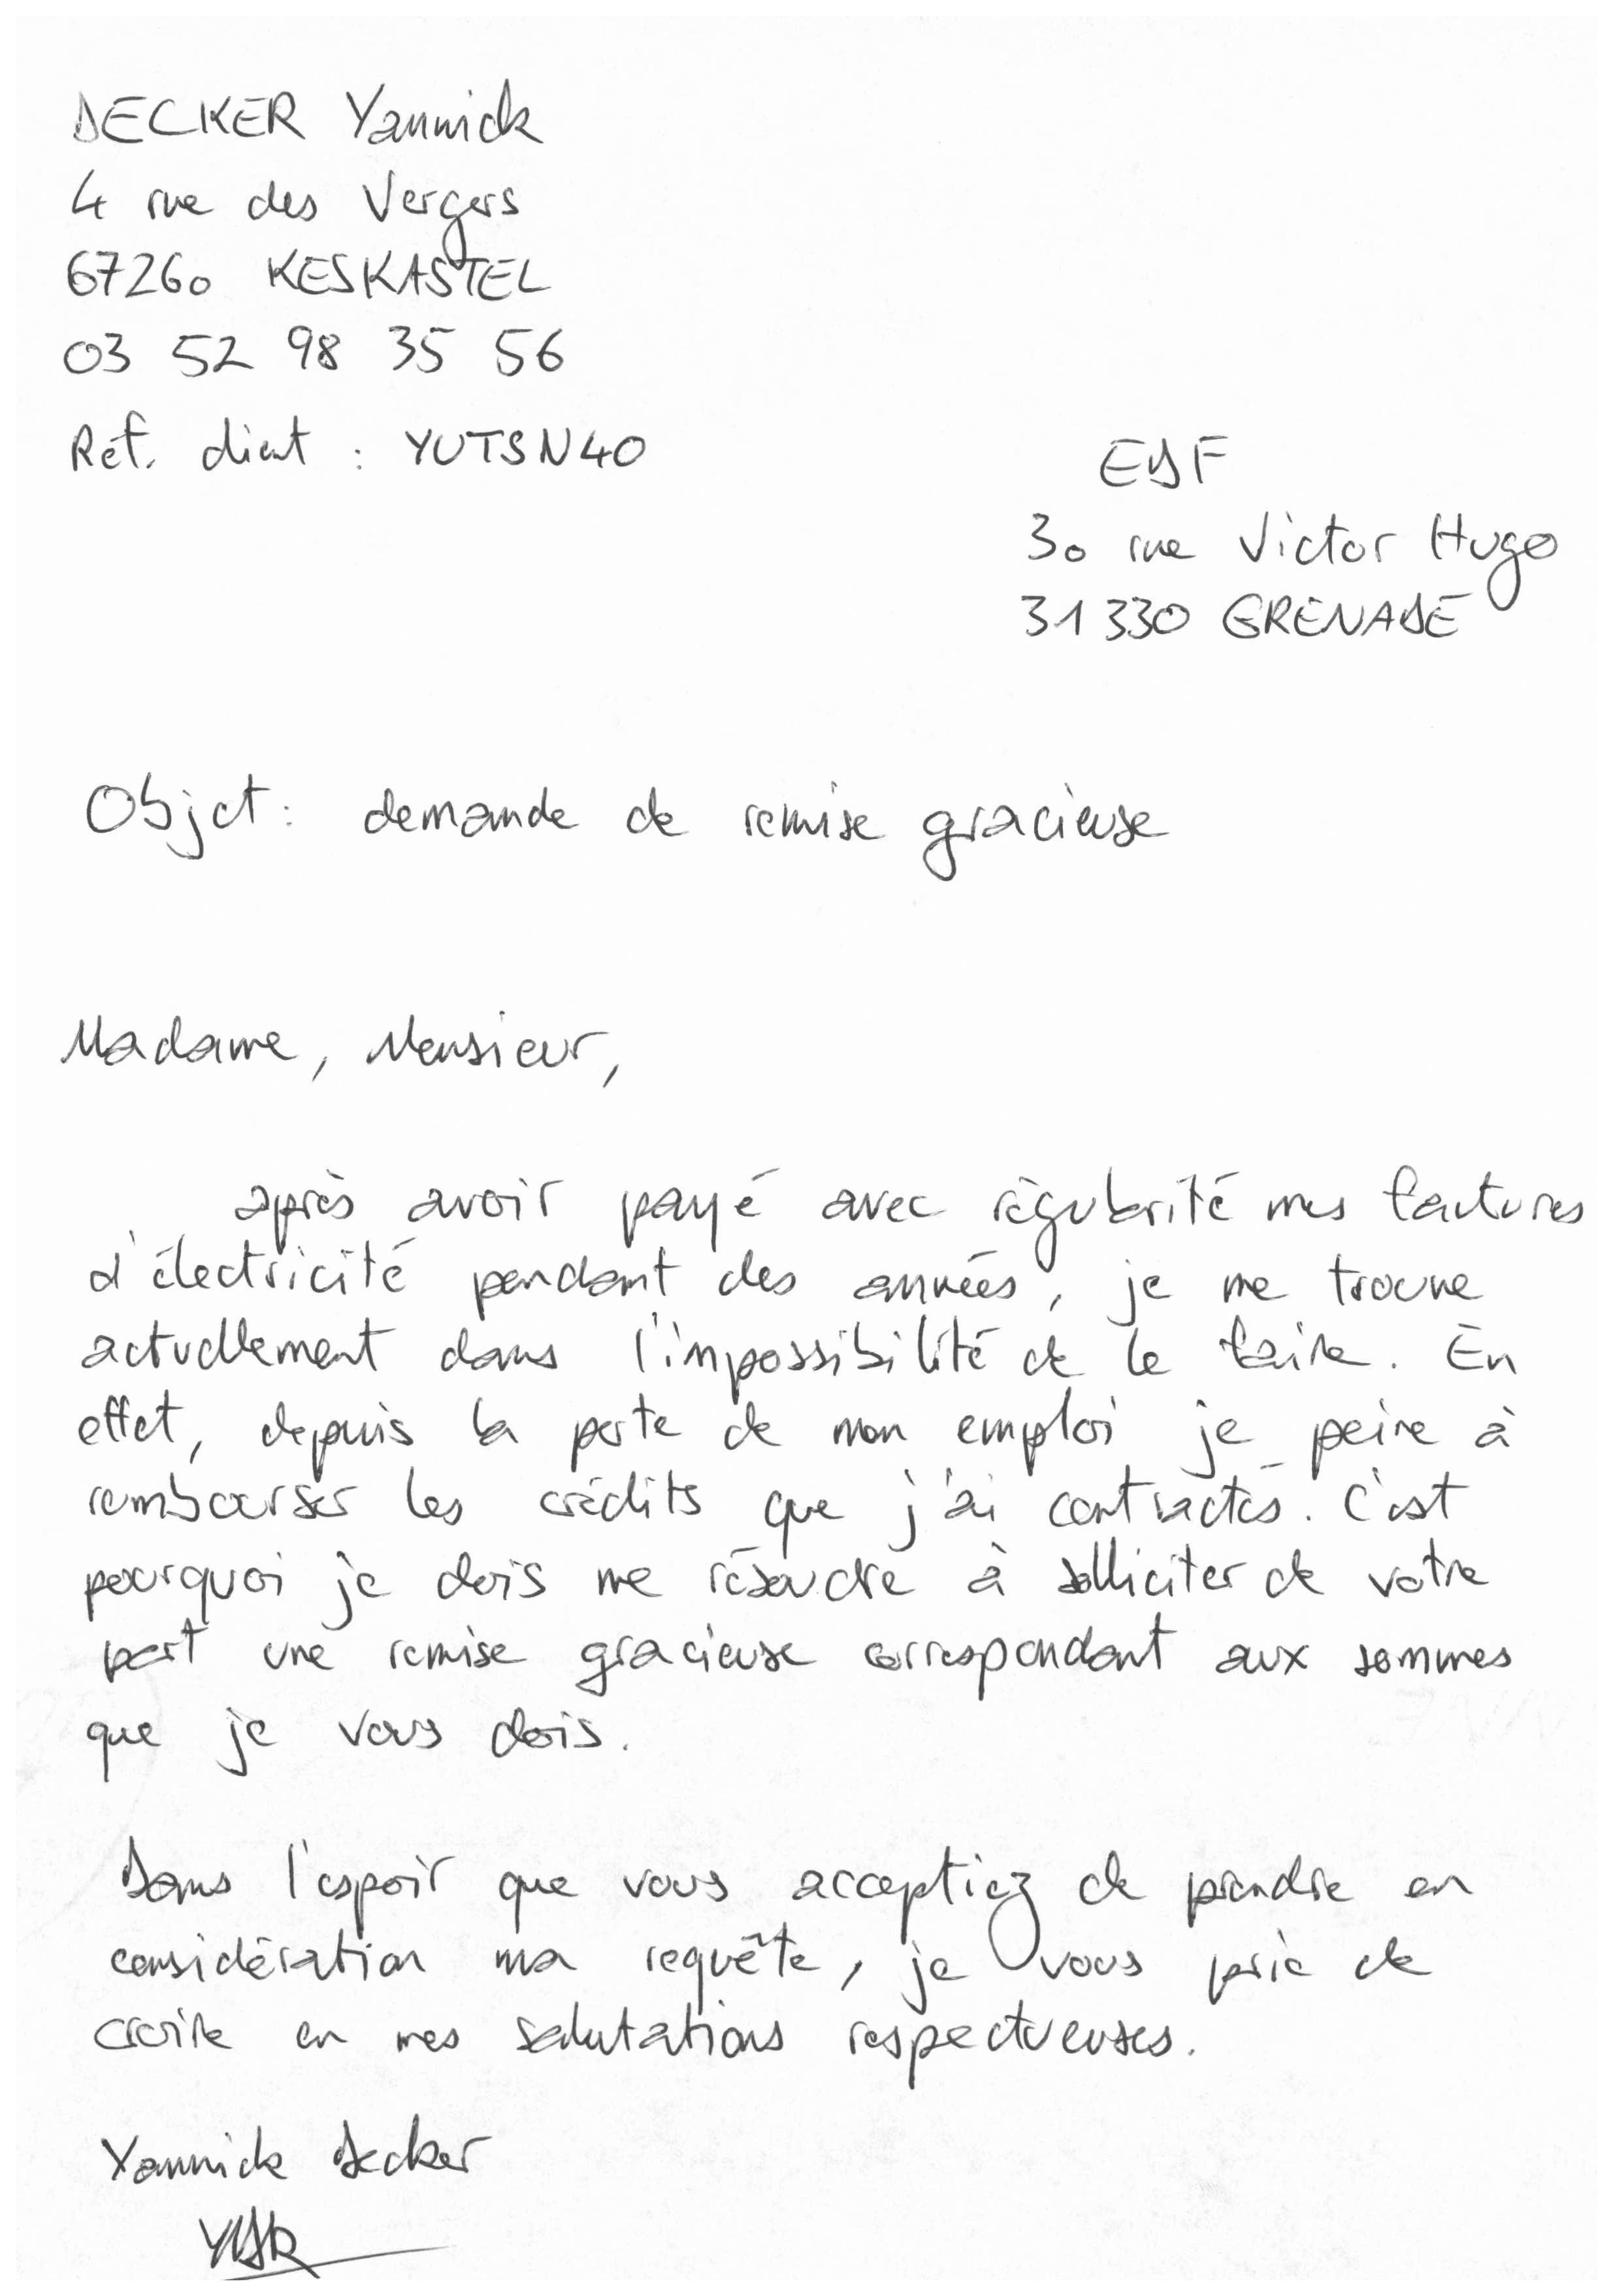 DECKER Yannick
4 rue des Vergers
67260 KESKASTEL
03 52 98 35 56
Réf. client : YUTSN40
EDF
30 rue Victor Hugo
31330 GRENADE
Objet : demande de remise gracieuse
Madame, Monsieur,
après avoir payé avec régularité mes factures
d'électricité pendant des années, je me trouve
actuellement dans l'impossibilité de le faire. En
effet, depuis la perte de mon emploi je peine à
rembourser les crédits que j'ai contractés. C'est
pourquoi je dois me résoudre à solliciter de votre
part une remise gracieuse correspondant aux sommes
que je vous dois.
Dans l'espoir que vous acceptiez de prendre en
considération ma requête, je vous prie de
croire en mes salutations respectueuses.
Yannick Decker